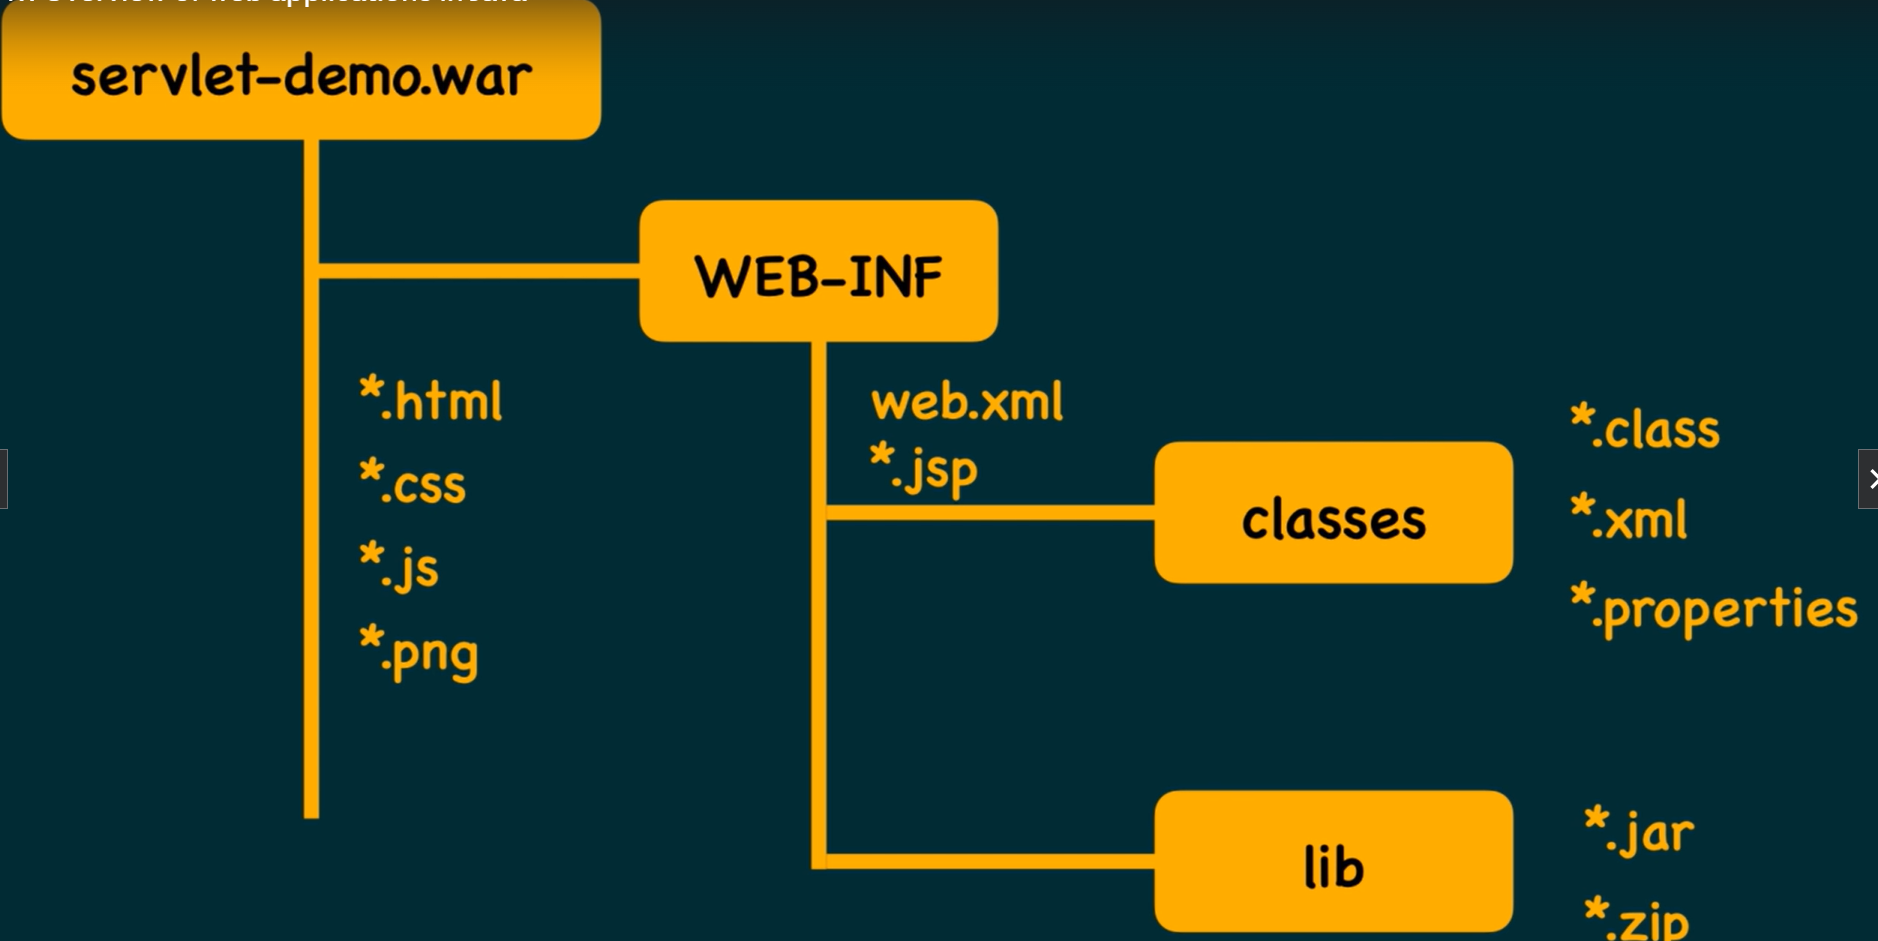 servlet-demo.war
WEB-INF
*.html
*.css
*.js
*.png
web.xml
*.jsp
classes
*.class
*.xml
*.properties
lib
*.jar
*.zip